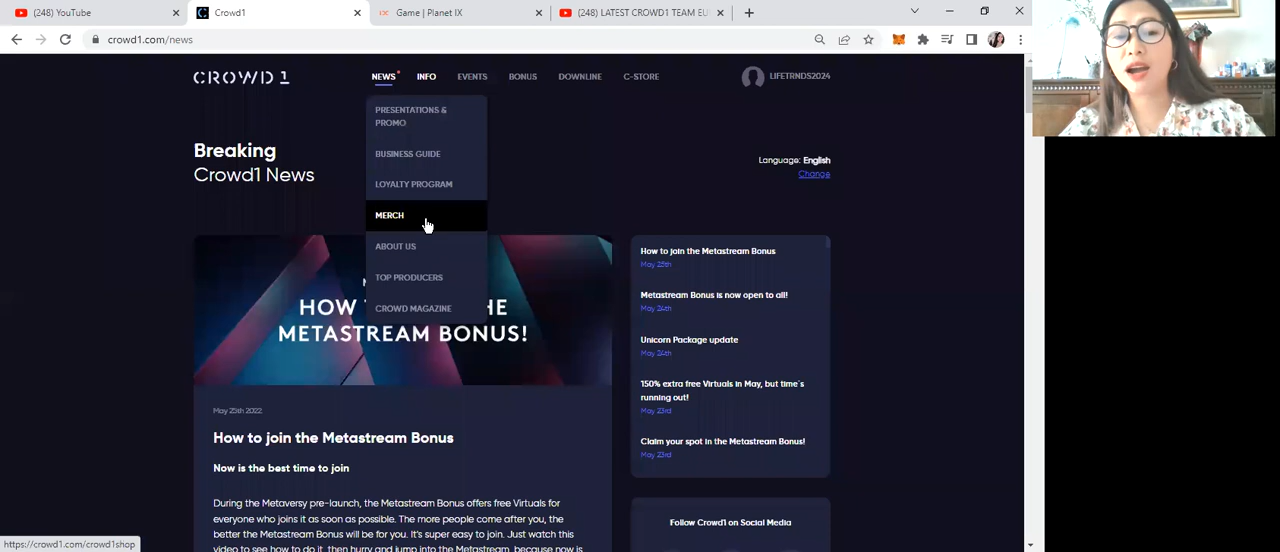 (248) YouTube
Crowd1
Game | Planet IX
(248) LATEST CROWD1 TEAM EU
crowd1.com/news
CROWD 1
NEWS INFO EVENTS BONUS DOWNLINE C-STORE
LIFETRNDS2024
PRESENTATIONS &
PROMO
BUSINESS GUIDE
LOYALTY PROGRAM
MERCH
ABOUT US
TOP PRODUCERS
CROWD MAGAZINE
Breaking
Crowd1 News
Language: English
Change
HOW T
HE
METASTREAM BONUS!
May 25th 2022
How to join the Metastream Bonus
Now is the best time to join
During the Metaversy pre-launch, the Metastream Bonus offers free Virtuals for
everyone who joins it as soon as possible. The more people come after you, the
better the Metastream Bonus will be for you. It's super easy to join. Just watch this
video to see how to do it, then hurry and jump into the Metastream, because now is
How to join the Metastream Bonus
May 25th
Metastream Bonus is now open to all!
May 24th
Unicorn Package update
May 24th
150% extra free Virtuals in May, but time's
running out!
May 23rd
Claim your spot in the Metastream Bonus!
May 23rd
Follow Crowd1 on Social Media
https://crowd1.com/crowd1shop